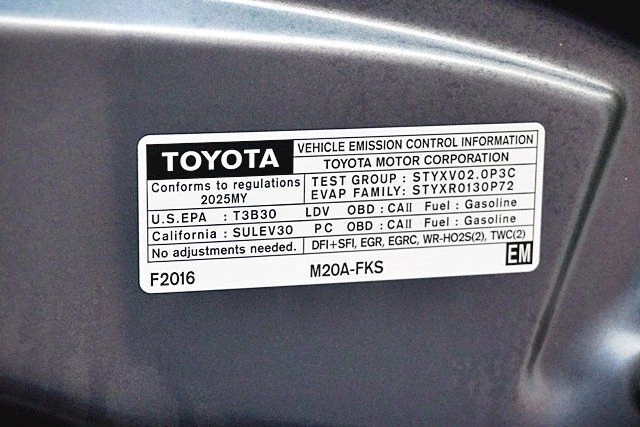 TOYOTA
VEHICLE EMISSION CONTROL INFORMATION
TOYOTA MOTOR CORPORATION
Conforms to regulations
2025MY
TEST GROUP : STYXV02.0P3C
EVAP FAMILY: STYXR0130P72
U.S.EPA : T3B30 LDV OBD : CAII Fuel : Gasoline
California : SULEV30 PC OBD : CAII Fuel : Gasoline
No adjustments needed. DFI+SFI, EGR, EGRC, WR-HO2S(2), TWC(2)
F2016 M20A-FKS EM